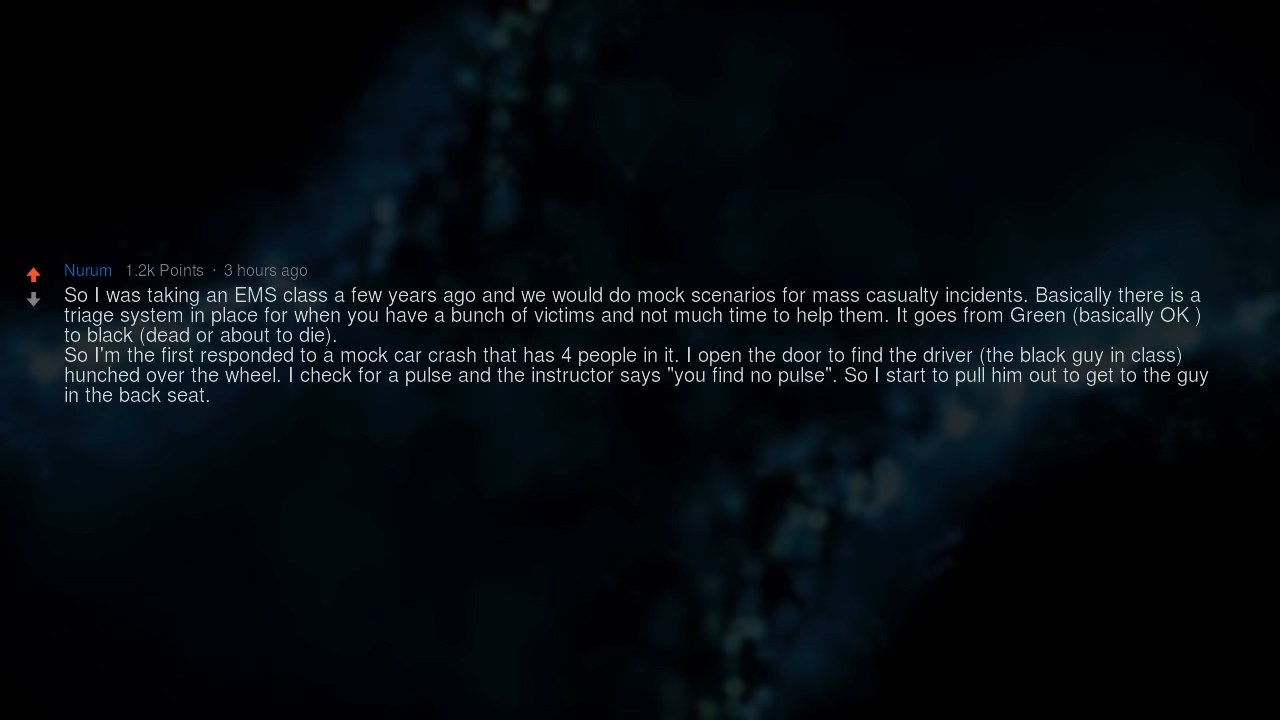 Nurum 1.2k Points · 3 hours ago
So I was taking an EMS class a few years ago and we would do mock scenarios for mass casualty incidents. Basically there is a
triage system in place for when you have a bunch of victims and not much time to help them. It goes from Green (basically OK )
to black (dead or about to die).
So I'm the first responded to a mock car crash that has 4 people in it. I open the door to find the driver (the black guy in class)
hunched over the wheel. I check for a pulse and the instructor says "you find no pulse". So I start to pull him out to get to the guy
in the back seat.